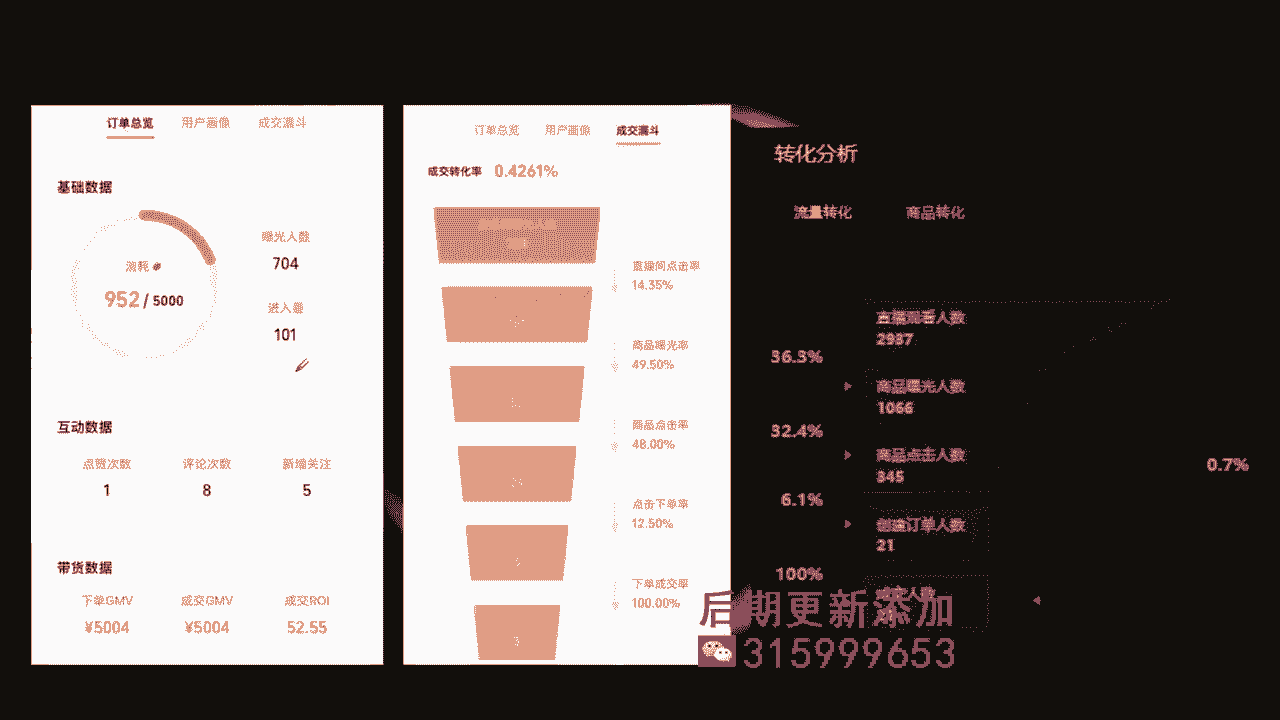 订单总览 用户画像 成交漏斗
基础数据
消耗
952 / 5000
曝光人数
704
进入量
101
互动数据
点赞次数 评论次数 新增关注
1 8 5
带货数据
下单GMV 成交GMV 成交ROI
¥5004 ¥5004 52.55
订单总览 用户画像 成交漏斗
成交转化率 0.4261%
直播间点击率
14.35%
商品曝光率
49.50%
商品点击率
48.00%
点击下单率
12.50%
3
下单成交率
100.00%
3
转化分析
流量转化 商品转化
直播观看人数
2937
36.3%
商品曝光人数
1066
32.4%
商品点击人数
345
0.7%
6.1%
创建订单人数
21
100%
成交人数
21
后期更新添加
315999653